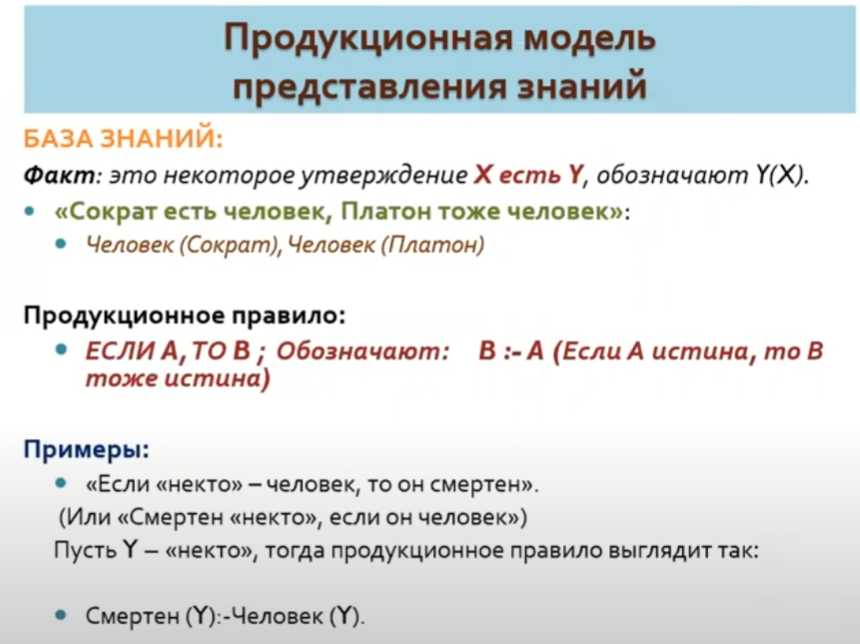 Продукционная модель
представления знаний
БАЗА ЗНАНИЙ:
Факт: это некоторое утверждение X есть Y, обозначают Y(X).
• «Сократ есть человек, Платон тоже человек»:
• Человек (Сократ), Человек (Платон)
Продукционное правило:
• ЕСЛИ A, ТО B ; Обозначают: B :- A (Если A истина, то B
тоже истина)
Примеры:
• «Если «некто» – человек, то он смертен».
(Или «Смертен «некто», если он человек»)
Пусть Y – «некто», тогда продукционное правило выглядит так:
• Смертен (Y):-Человек (Y).